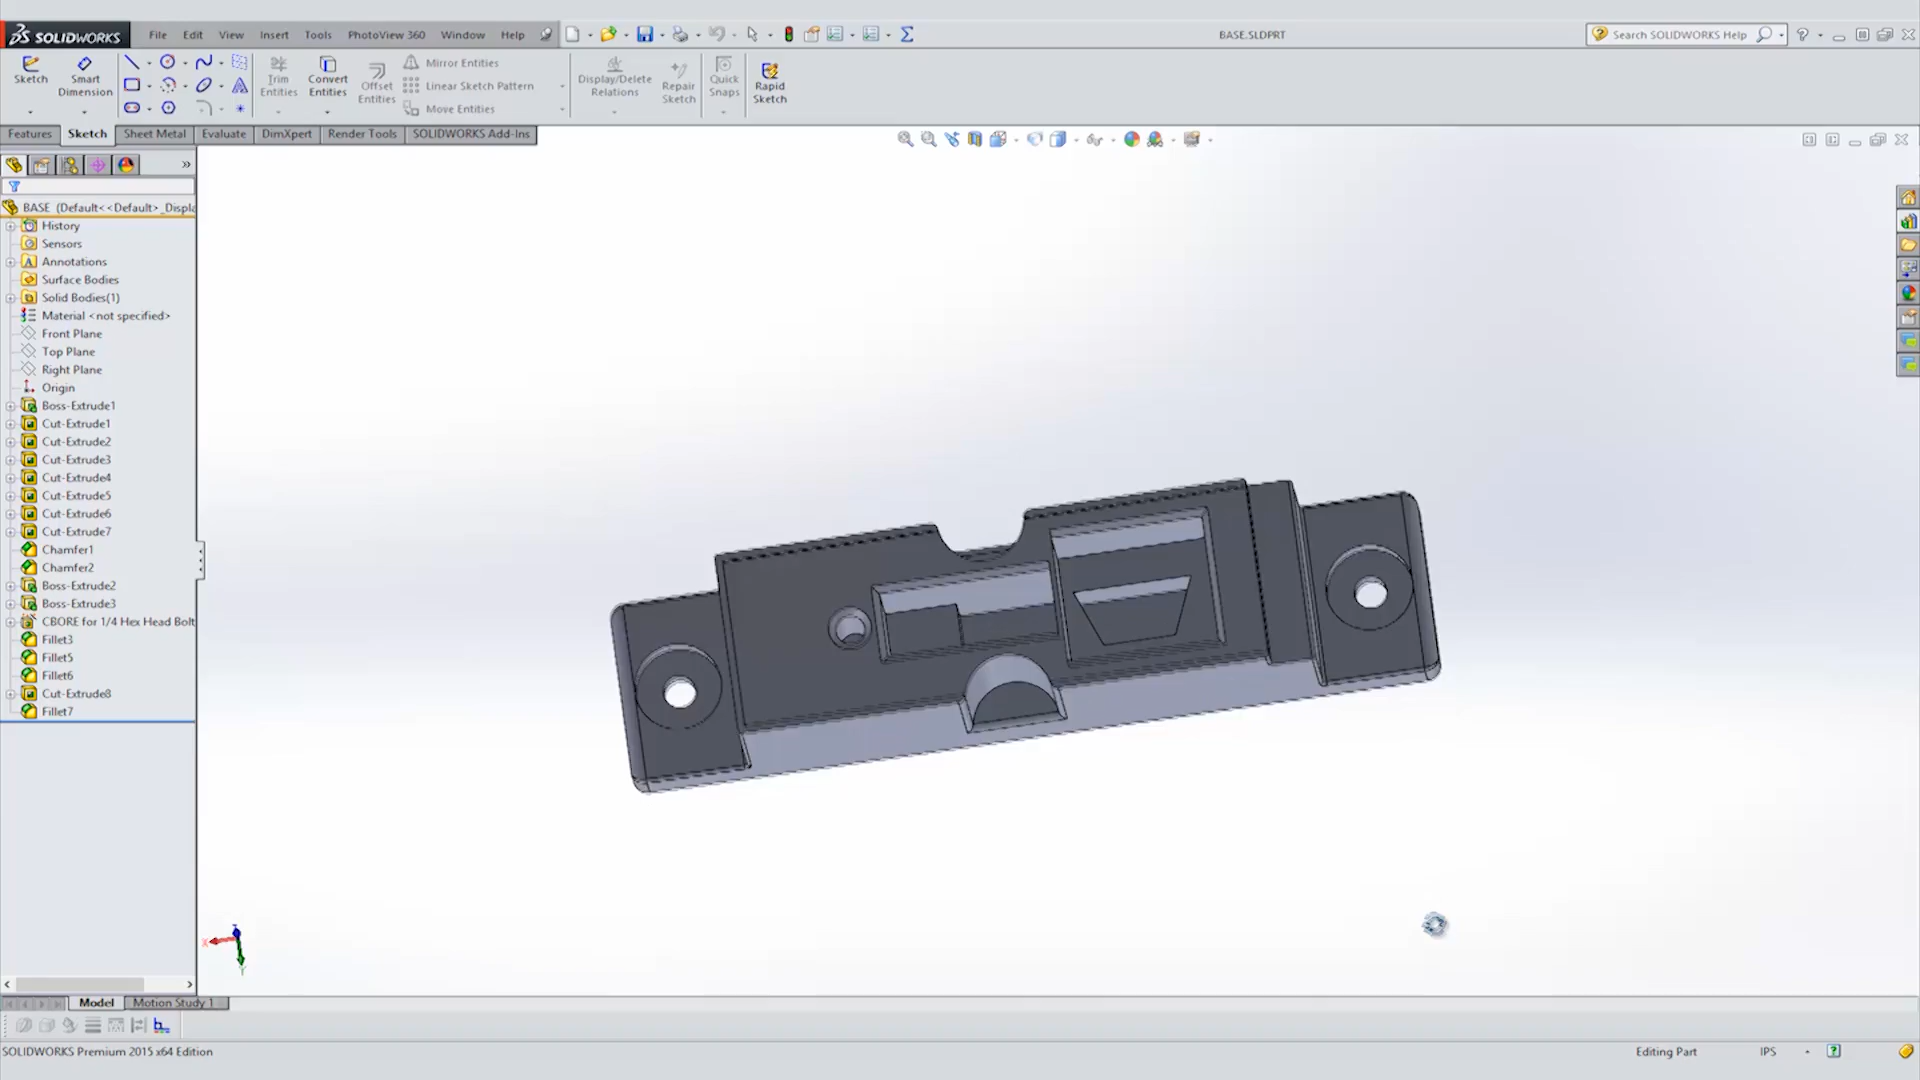 SOLIDWORKS File Edit View Insert Tools PhotoView 360 Window Help BASE.SLDPRT Search SOLIDWORKS Help
Sketch Smart Dimension Trim Entities Convert Entities Offset Entities Mirror Entities Linear Sketch Pattern Move Entities Display/Delete Relations Repair Sketch Quick Snaps Rapid Sketch
Features Sketch Sheet Metal Evaluate DimXpert Render Tools SOLIDWORKS Add-Ins
BASE (Default<<Default>_Displa
History
Sensors
Annotations
Surface Bodies
Solid Bodies(1)
Material <not specified>
Front Plane
Top Plane
Right Plane
Origin
Boss-Extrude1
Cut-Extrude1
Cut-Extrude2
Cut-Extrude3
Cut-Extrude4
Cut-Extrude5
Cut-Extrude6
Cut-Extrude7
Chamfer1
Chamfer2
Boss-Extrude2
Boss-Extrude3
CBORE for 1/4 Hex Head Bolt
Fillet3
Fillet5
Fillet6
Cut-Extrude8
Fillet7
Model Motion Study 1
SOLIDWORKS Premium 2015 x64 Edition Editing Part IPS